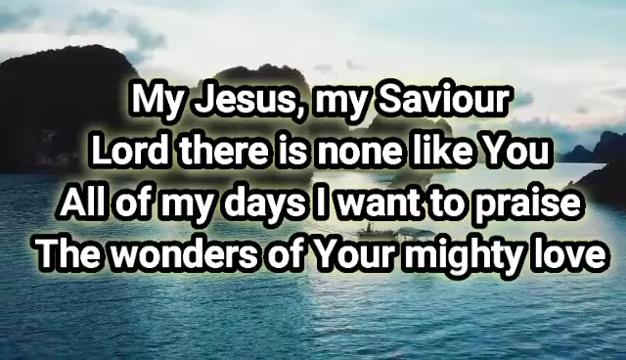 My Jesus, my Saviour
Lord there is none like You
All of my days I want to praise
The wonders of Your mighty love